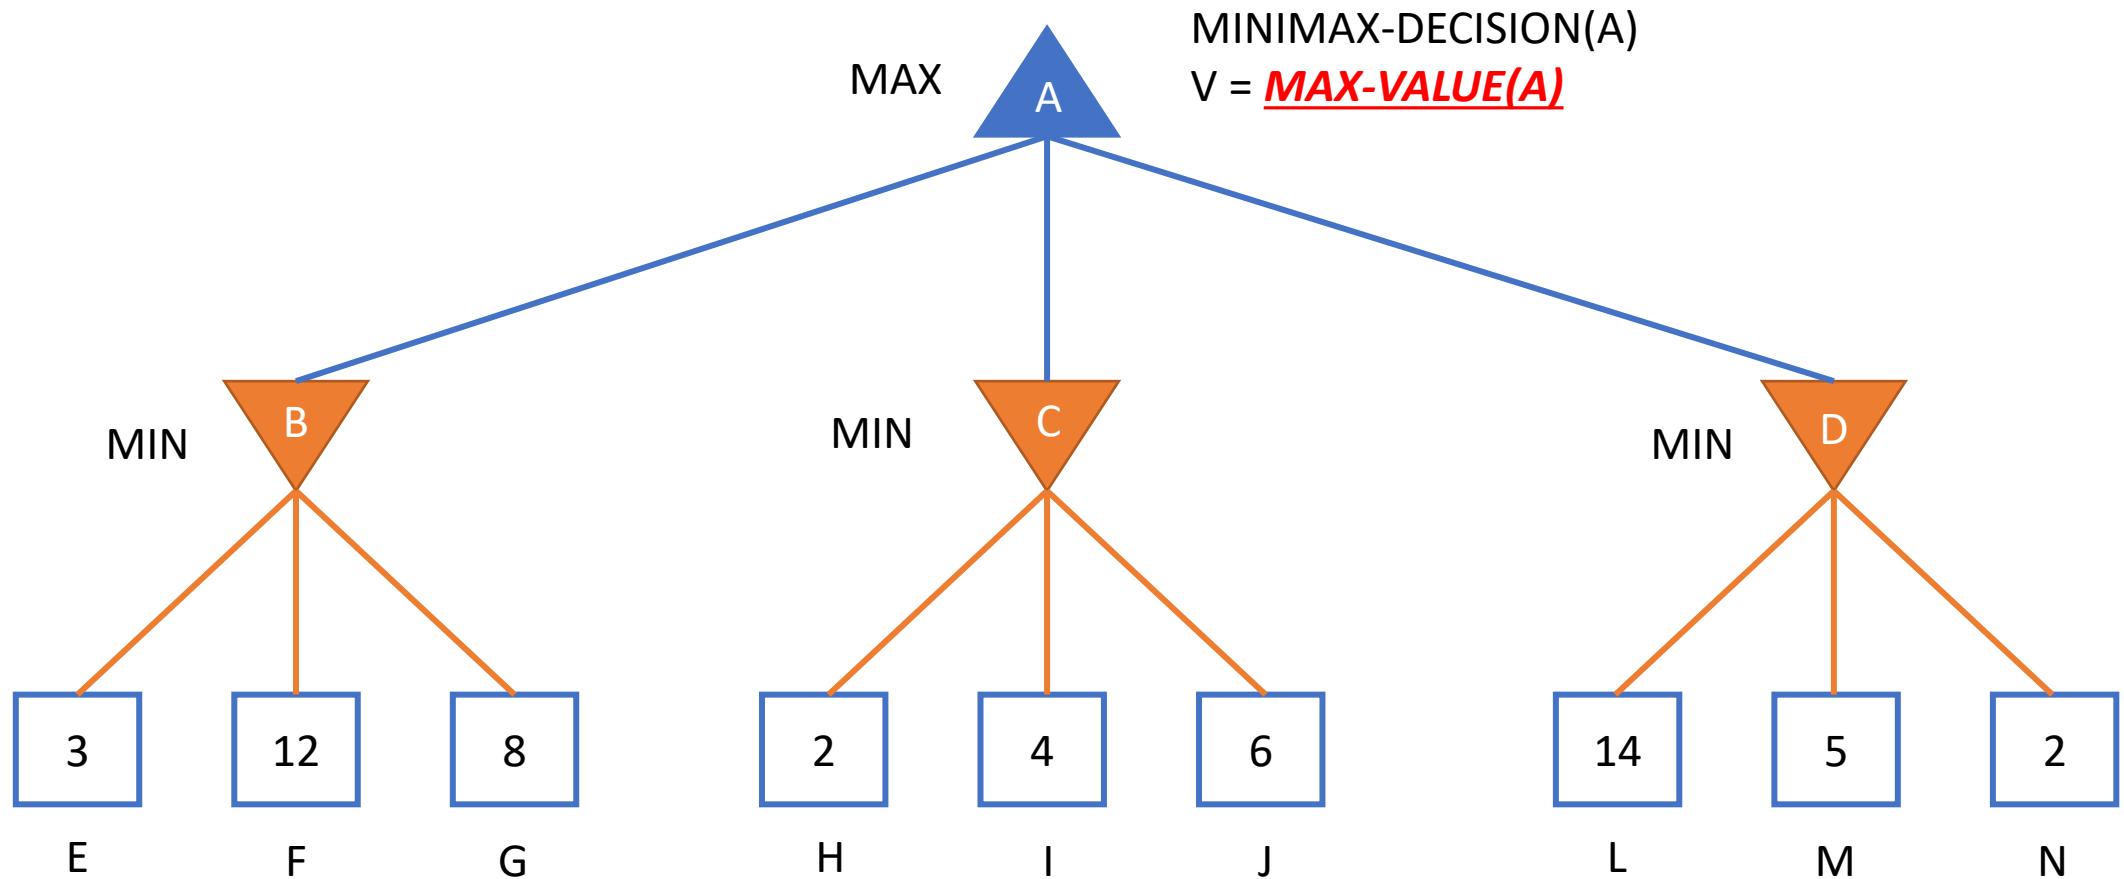 MINIMAX-DECISION(A)
MAX
A
V = MAX-VALUE(A)
MIN
B
MIN
C
MIN
D
3
12
8
2
4
6
14
5
2
E
F
G
H
I
J
L
M
N